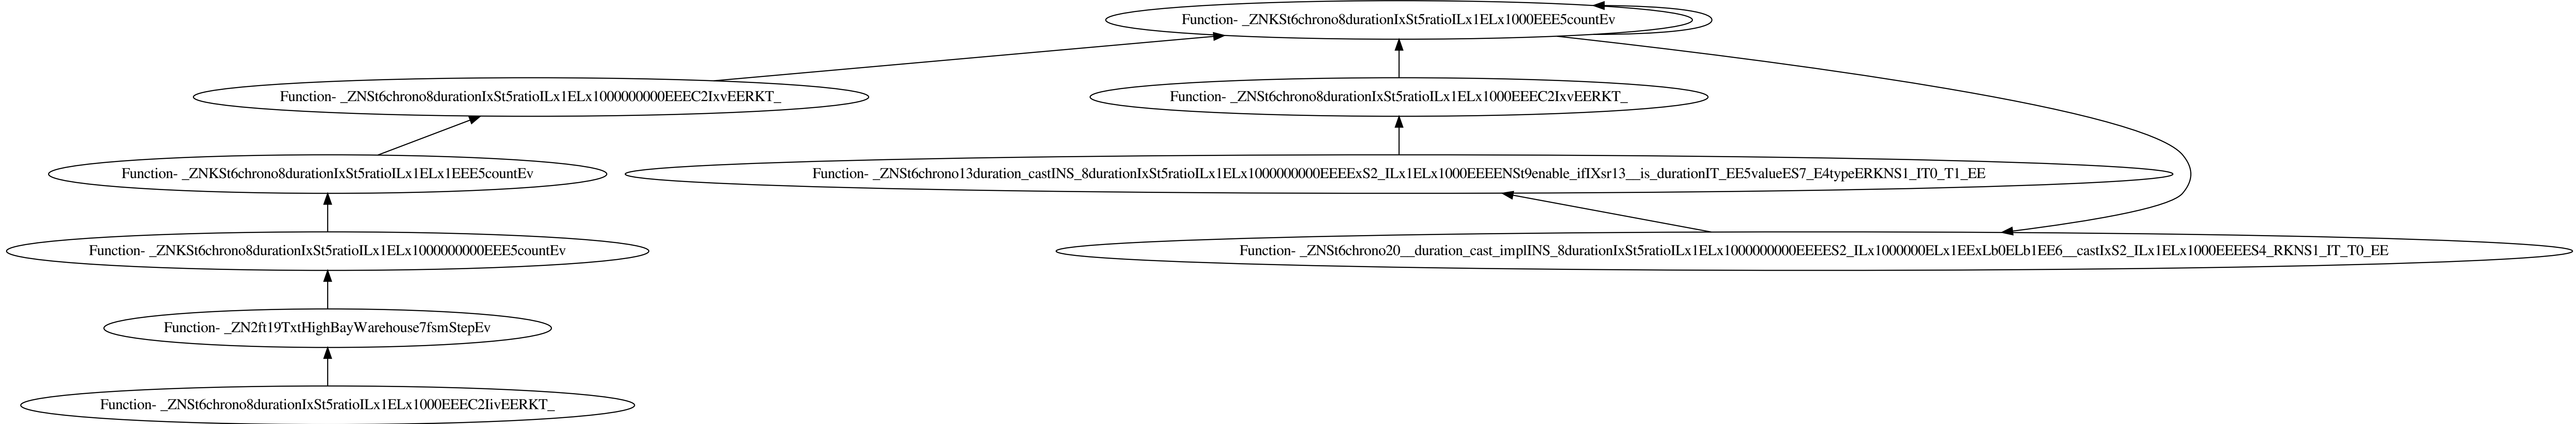 Function- _ZNKSt6chrono8durationIxSt5ratioILx1ELx1000EEE5countEv
Function- _ZNSt6chrono8durationIxSt5ratioILx1ELx1000000000EEEC2IxvEERKT_
Function- _ZNSt6chrono8durationIxSt5ratioILx1ELx1000EEEC2IxvEERKT_
Function- _ZNKSt6chrono8durationIxSt5ratioILx1ELx1EEE5countEv
Function- _ZNSt6chrono13duration_castINS_8durationIxSt5ratioILx1ELx1000000000EEEExS2_ILx1ELx1000EEEENSt9enable_ifIXsr13__is_durationIT_EE5valueES7_E4typeERKNS1_IT0_T1_EE
Function- _ZNKSt6chrono8durationIxSt5ratioILx1ELx1000000000EEE5countEv
Function- _ZNSt6chrono20__duration_cast_implINS_8durationIxSt5ratioILx1ELx1000000000EEEES2_ILx1000000ELx1EExLb0ELb1EE6__castIxS2_ILx1ELx1000EEEES4_RKNS1_IT_T0_EE
Function- _ZN2ft19TxtHighBayWarehouse7fsmStepEv
Function- _ZNSt6chrono8durationIxSt5ratioILx1ELx1000EEEC2IivEERKT_